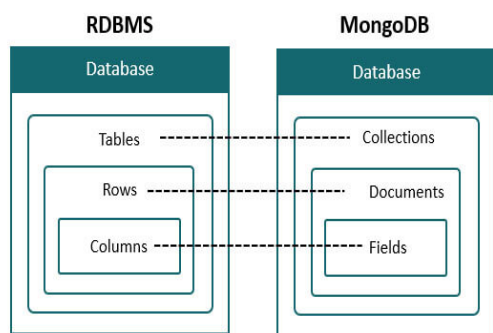 RDBMS
Database
Tables
Rows
Columns
MongoDB
Database
Collections
Documents
Fields